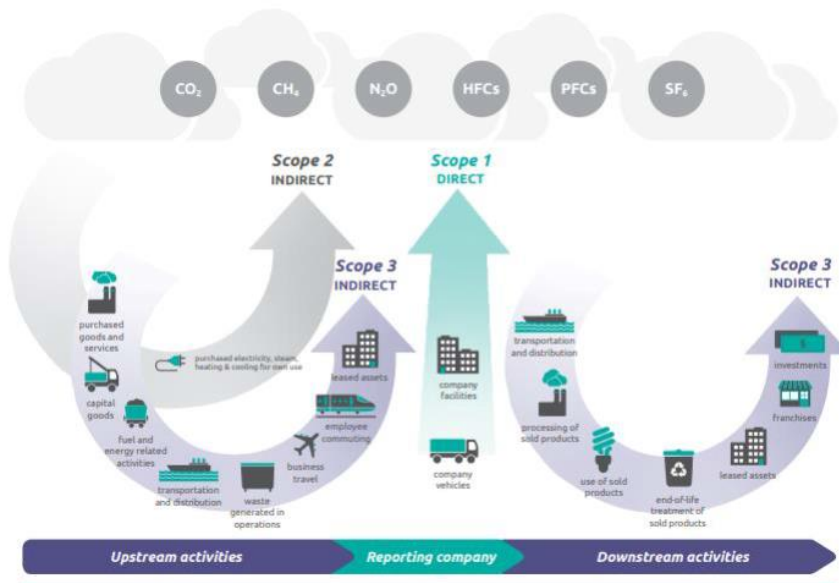 CO₂
CH₄
N₂O
HFCs
PFCs
SF₆
Scope 2
INDIRECT
Scope 1
DIRECT
Scope 3
INDIRECT
Scope 3
INDIRECT
purchased
goods and
services
capital
goods
fuel and
energy related
activities
transportation
and distribution
waste
generated in
operations
business
travel
employee
commuting
leased assets
purchased electricity, steam,
heating & cooling for own use
company
facilities
company
vehicles
transportation
and distribution
processing of
sold products
use of sold
products
end-of-life
treatment of
sold products
leased assets
franchises
$
investments
Upstream activities
Reporting company
Downstream activities